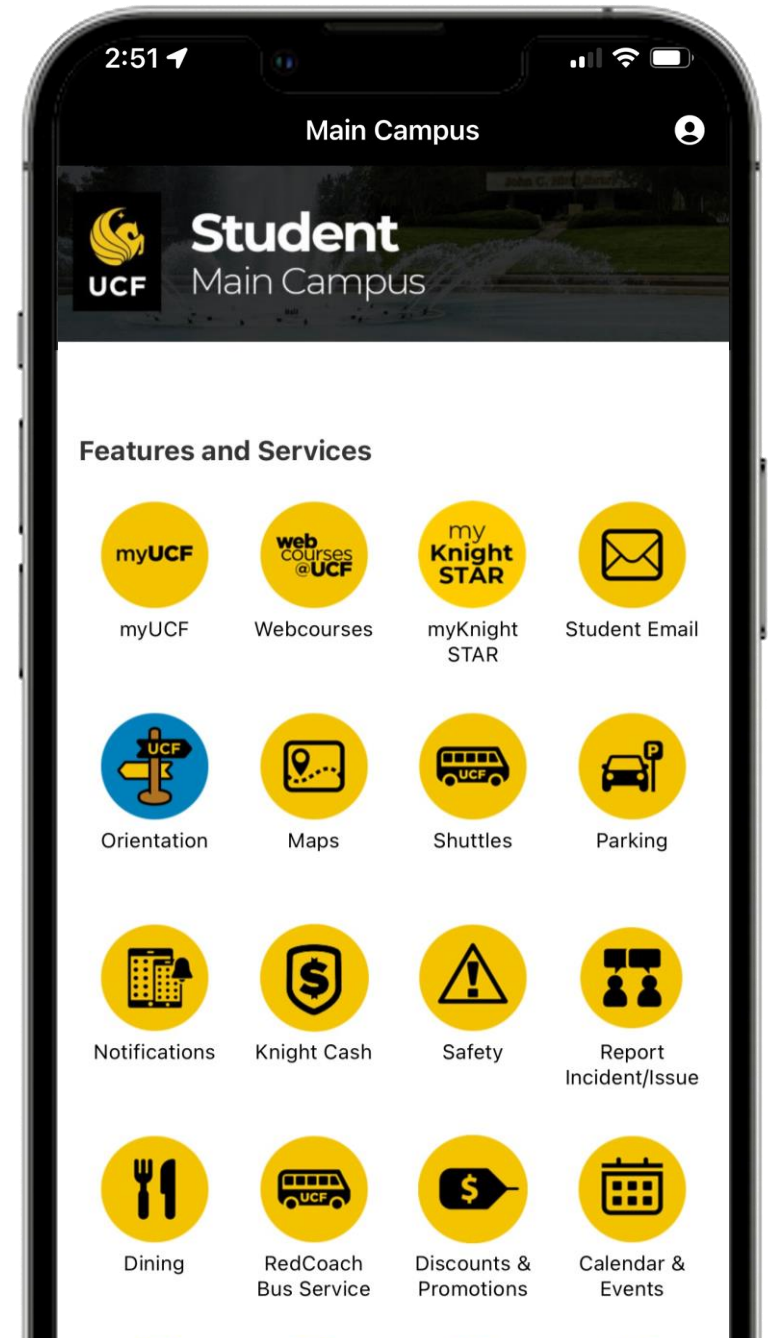 2:51
Main Campus
UCF
Student
Main Campus
Features and Services
myUCF
web
courses
@UCF
my
Knight
STAR
myUCF
Webcourses
myKnight
STAR
Student Email
UCF
UCF
P
Orientation
Maps
Shuttles
Parking
$
Notifications
Knight Cash
Safety
Report
Incident/Issue
UCF
$
Dining
RedCoach
Bus Service
Discounts &
Promotions
Calendar &
Events